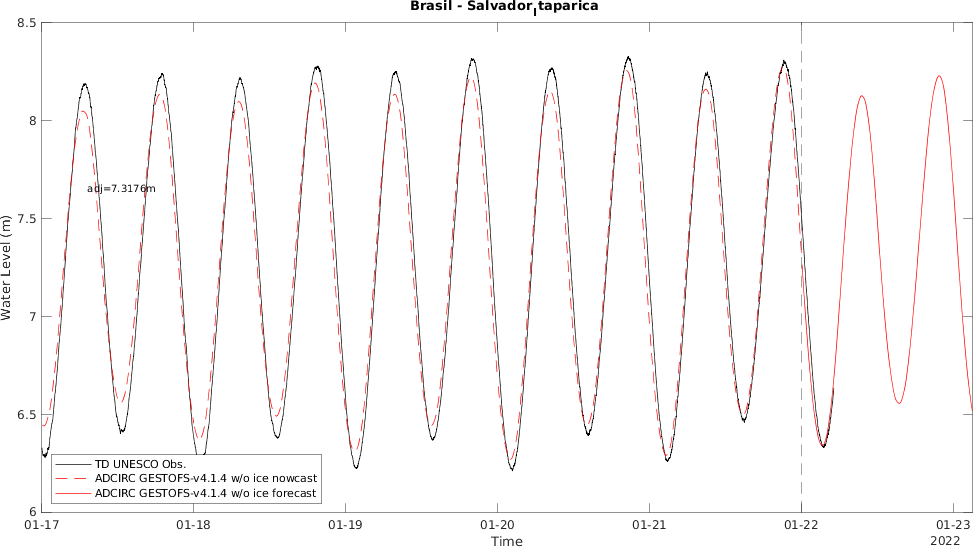 Brasil - Salvador_Itaparica
8.5
8
7.5
7
6.5
6
Water Level (m)
adj=7.3176m
TD UNESCO Obs.
ADCIRC GESTOFS-v4.1.4 w/o ice nowcast
ADCIRC GESTOFS-v4.1.4 w/o ice forecast
01-17 01-18 01-19 01-20 01-21 01-22 01-23
Time
2022